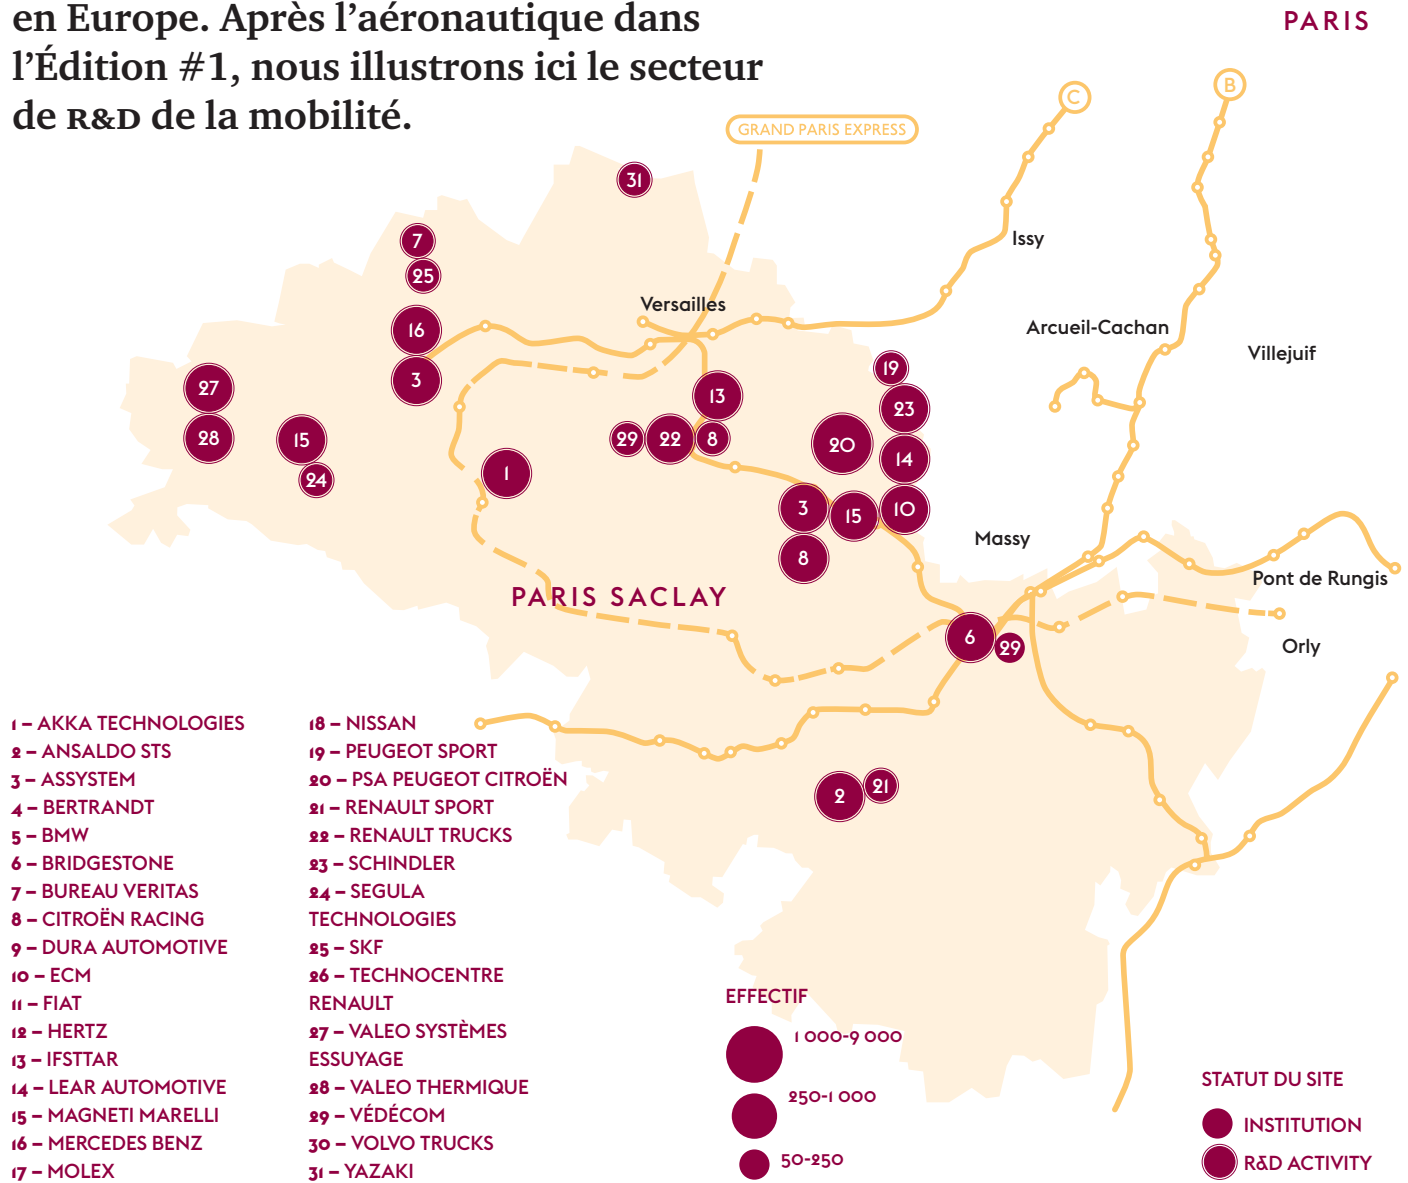 en Europe. Après l’aéronautique dans
l’Édition #1, nous illustrons ici le secteur
de R&D de la mobilité.
PARIS
C
B
GRAND PARIS EXPRESS
31
7
25
Issy
Versailles
16
Arcueil-Cachan
Villejuif
3
19
27
13
23
28
15
29
22
8
20
14
24
1
3
15
10
Massy
8
Pont de Rungis
PARIS SACLAY
6
29
Orly
2
21
1 – AKKA TECHNOLOGIES
2 – ANSALDO STS
3 – ASSYSTEM
4 – BERTRANDT
5 – BMW
6 – BRIDGESTONE
7 – BUREAU VERITAS
8 – CITROËN RACING
9 – DURA AUTOMOTIVE
10 – ECM
11 – FIAT
12 – HERTZ
13 – IFSTTAR
14 – LEAR AUTOMOTIVE
15 – MAGNETI MARELLI
16 – MERCEDES BENZ
17 – MOLEX
18 – NISSAN
19 – PEUGEOT SPORT
20 – PSA PEUGEOT CITROËN
21 – RENAULT SPORT
22 – RENAULT TRUCKS
23 – SCHINDLER
24 – SEGULA
TECHNOLOGIES
25 – SKF
26 – TECHNOCENTRE
RENAULT
27 – VALEO SYSTÈMES
ESSUYAGE
28 – VALEO THERMIQUE
29 – VÉDÉCOM
30 – VOLVO TRUCKS
31 – YAZAKI
EFFECTIF
1 000-9 000
250-1 000
50-250
STATUT DU SITE
INSTITUTION
R&D ACTIVITY